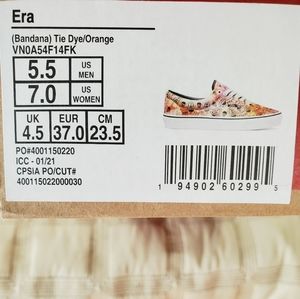 Era
(Bandana) Tie Dye/Orange
VN0A54F14FK
5.5 US MEN
7.0 US WOMEN
UK EUR CM
4.5 37.0 23.5
PO#4001150220
ICC - 01/21
CPSIA PO/CUT#
400115022000030
1 94902 60299 5